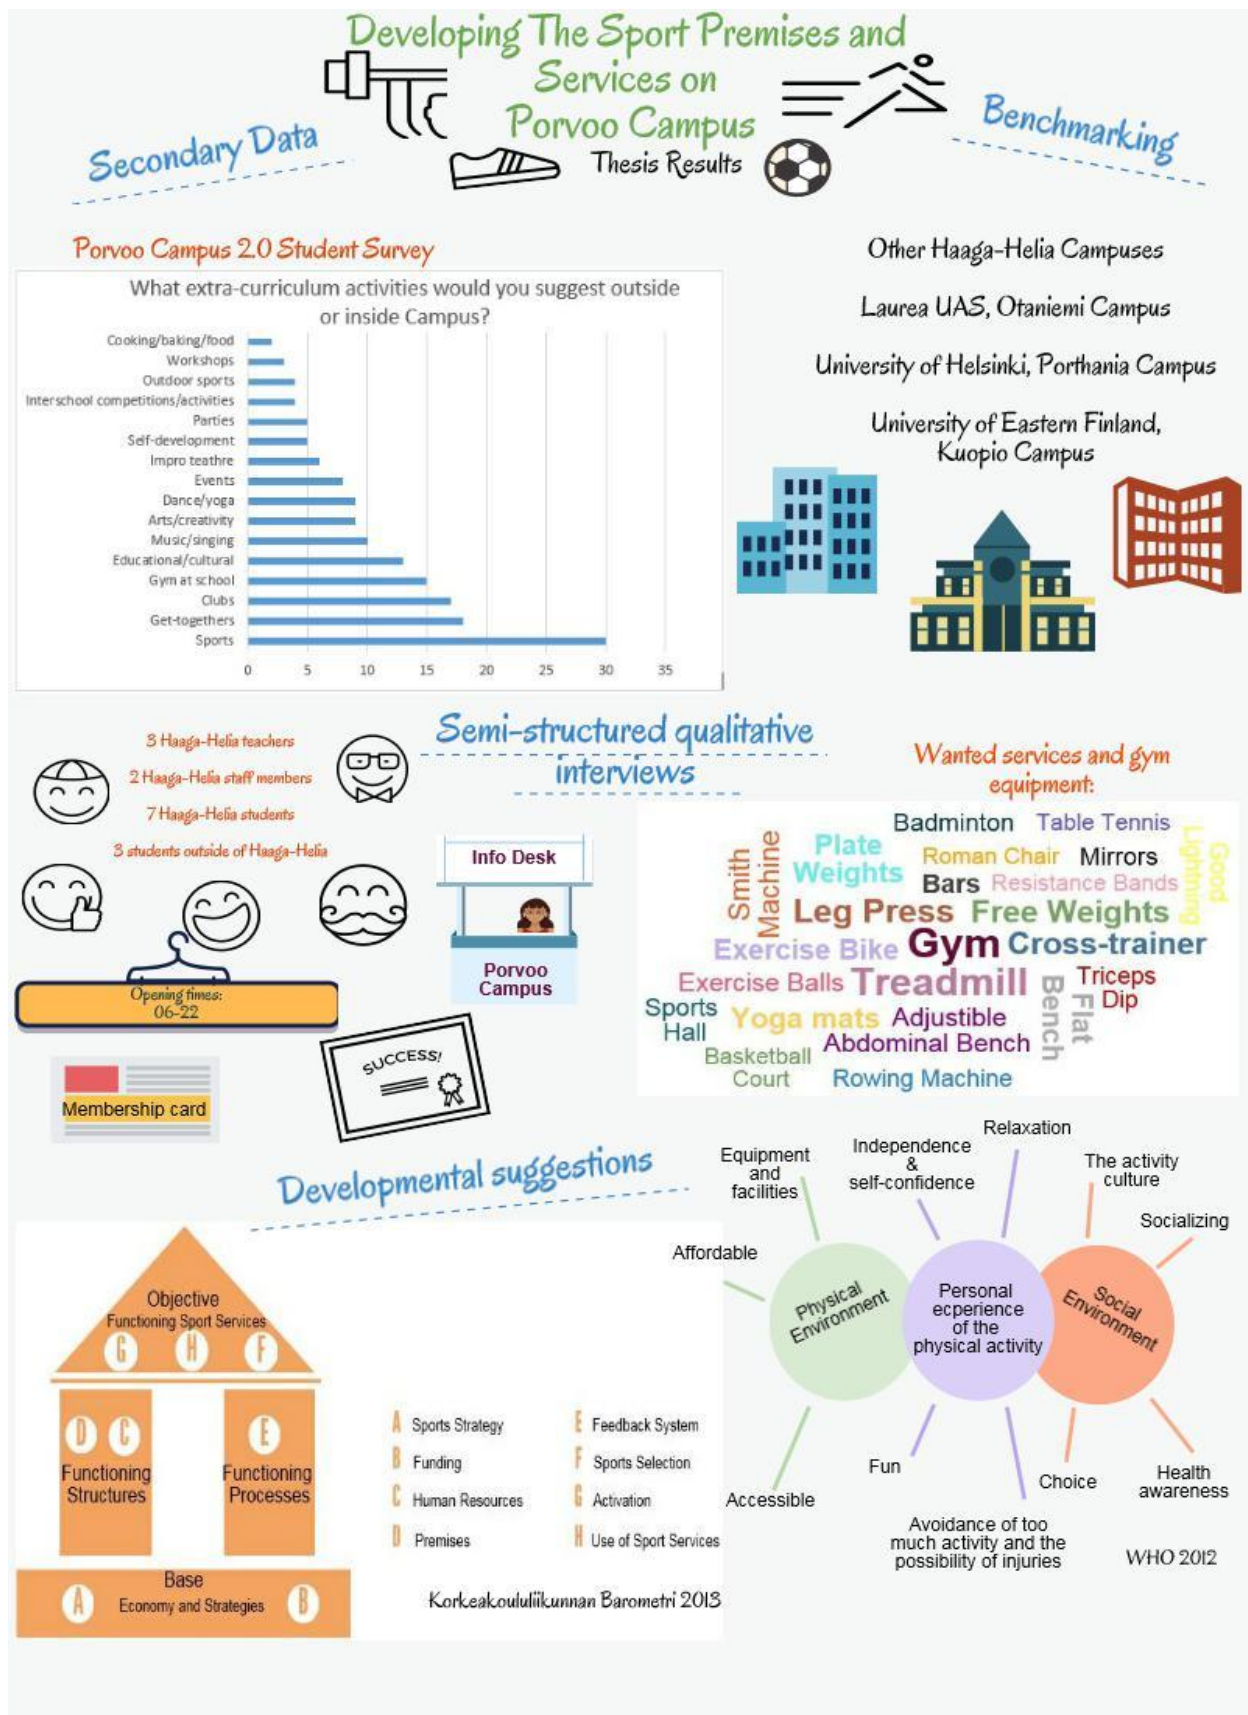 Developing The Sport Premises and
Services on
Porvoo Campus
Thesis Results
Secondary Data
Benchmarking
Porvoo Campus 2.0 Student Survey
What extra-curriculum activities would you suggest outside
or inside Campus?
Cooking/baking/food
Workshops
Outdoor sports
Interschool competitions/activities
Parties
Self-development
Impro teathre
Events
Dance/yoga
Arts/creativity
Music/singing
Educational/cultural
Gym at school
Clubs
Get-togethers
Sports
0 5 10 15 20 25 30 35
Other Haaga-Helia Campuses
Laurea UAS, Otaniemi Campus
University of Helsinki, Porthania Campus
University of Eastern Finland,
Kuopio Campus
Semi-structured qualitative
interviews
3 Haaga-Helia teachers
2 Haaga-Helia staff members
7 Haaga-Helia students
3 students outside of Haaga-Helia
Info Desk
Porvoo
Campus
Opening times:
06-22
Membership card
SUCCESS!
Wanted services and gym
equipment:
Badminton
Table Tennis
Smith
Machine
Plate
Weights
Roman Chair
Mirrors
Good
Lightning
Bars
Resistance Bands
Leg Press
Free Weights
Exercise Bike
Gym
Cross-trainer
Exercise Balls
Treadmill
Flat
Bench
Triceps
Dip
Sports
Hall
Yoga mats
Adjustible
Abdominal Bench
Basketball
Court
Rowing Machine
Developmental suggestions
Objective
Functioning Sport Services
G H F
D C
Functioning
Structures
E
Functioning
Processes
Base
A Economy and Strategies B
A Sports Strategy
B Funding
C Human Resources
D Premises
E Feedback System
F Sports Selection
G Activation
H Use of Sport Services
Korkeakoululiikunnan Barometri 2013
Equipment
and
facilities
Independence
&
self-confidence
Relaxation
The activity
culture
Socializing
Affordable
Physical
Environment
Personal
ecperience
of the
physical activity
Social
Environment
Accessible
Fun
Avoidance of too
much activity and the
possibility of injuries
Choice
Health
awareness
WHO 2012